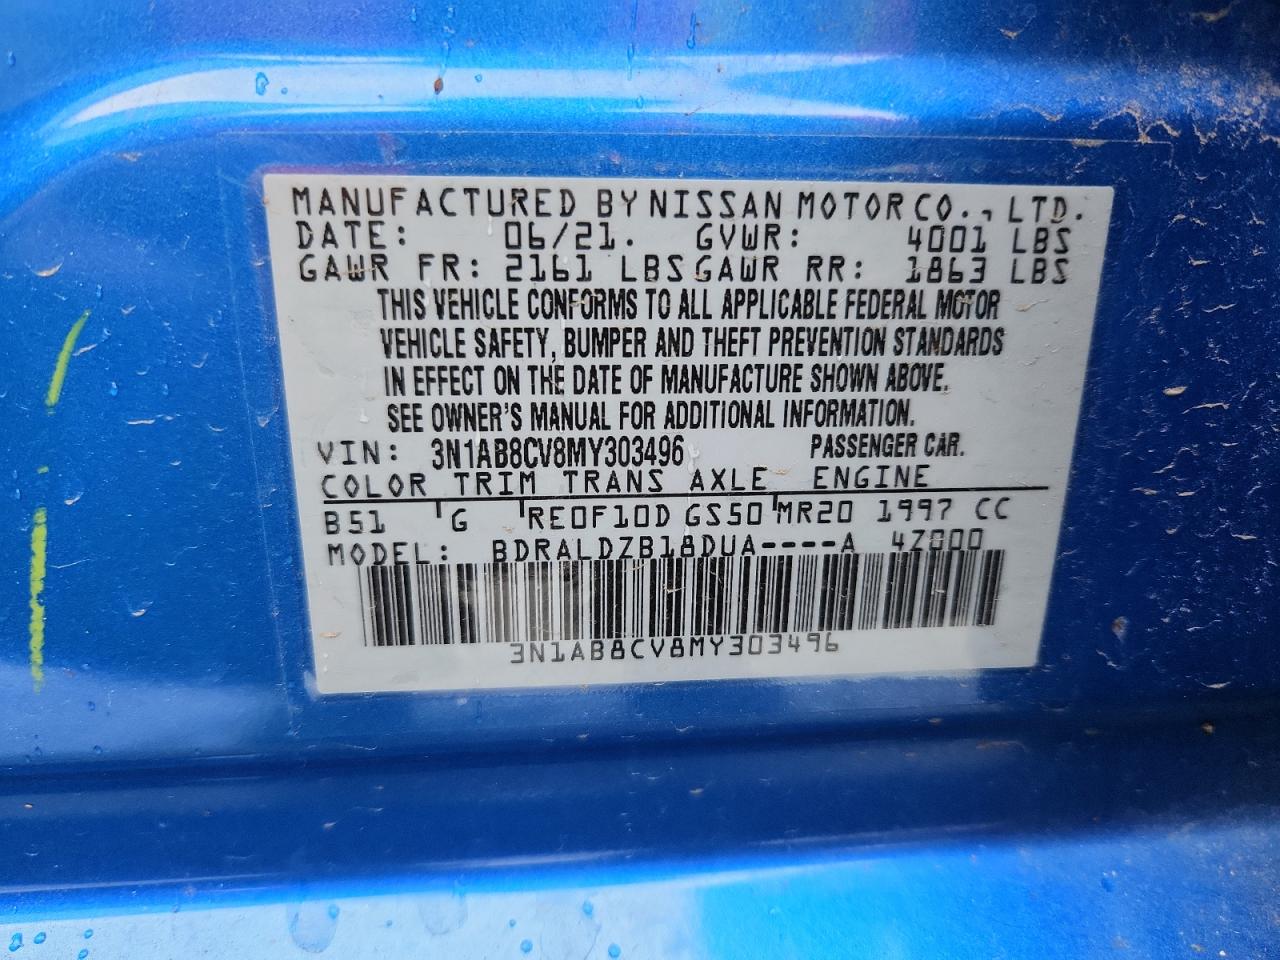 MANUFACTURED BY NISSAN MOTOR CO., LTD.
DATE: 06/21. GVWR: 4001 LBS
GAWR FR: 2161 LBS GAWR RR: 1863 LBS
THIS VEHICLE CONFORMS TO ALL APPLICABLE FEDERAL MOTOR
VEHICLE SAFETY, BUMPER AND THEFT PREVENTION STANDARDS
IN EFFECT ON THE DATE OF MANUFACTURE SHOWN ABOVE.
SEE OWNER'S MANUAL FOR ADDITIONAL INFORMATION.
VIN: 3N1AB8CV8MY303496 PASSENGER CAR.
COLOR TRIM TRANS AXLE ENGINE
B51 G RE0F10D GS50 MR20 1997 CC
MODEL: BDRALDZB18DUA----A 4Z000
3N1AB8CV8MY303496